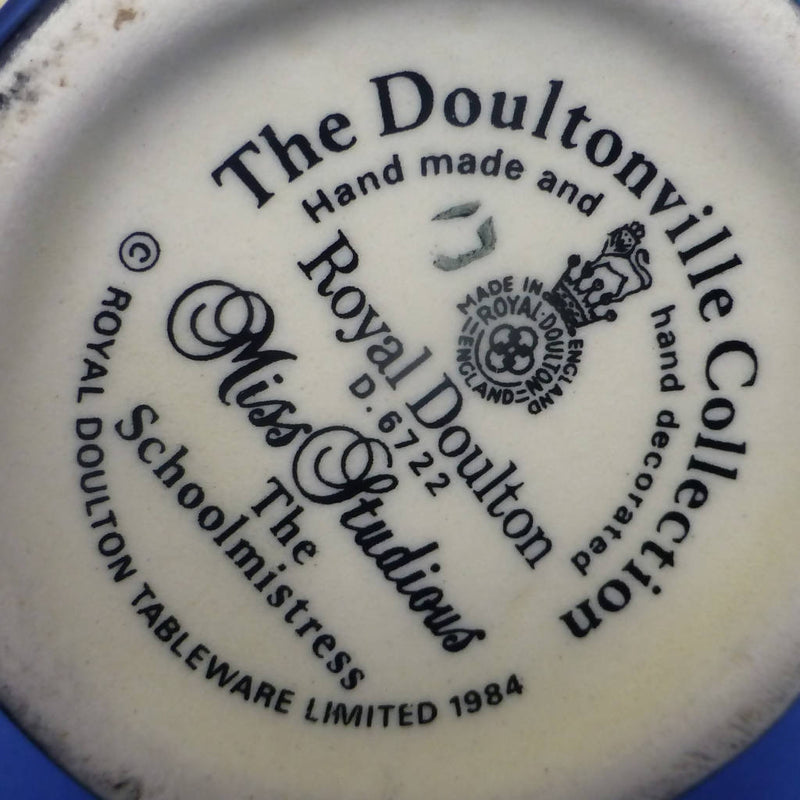 The Doultonville Collection
Hand made and hand decorated
MADE IN ENGLAND
ROYAL·DOULTON
ENGLAND
Royal Doulton
D.6722
Miss Studious
The
Schoolmistress
© ROYAL DOULTON TABLEWARE LIMITED 1984